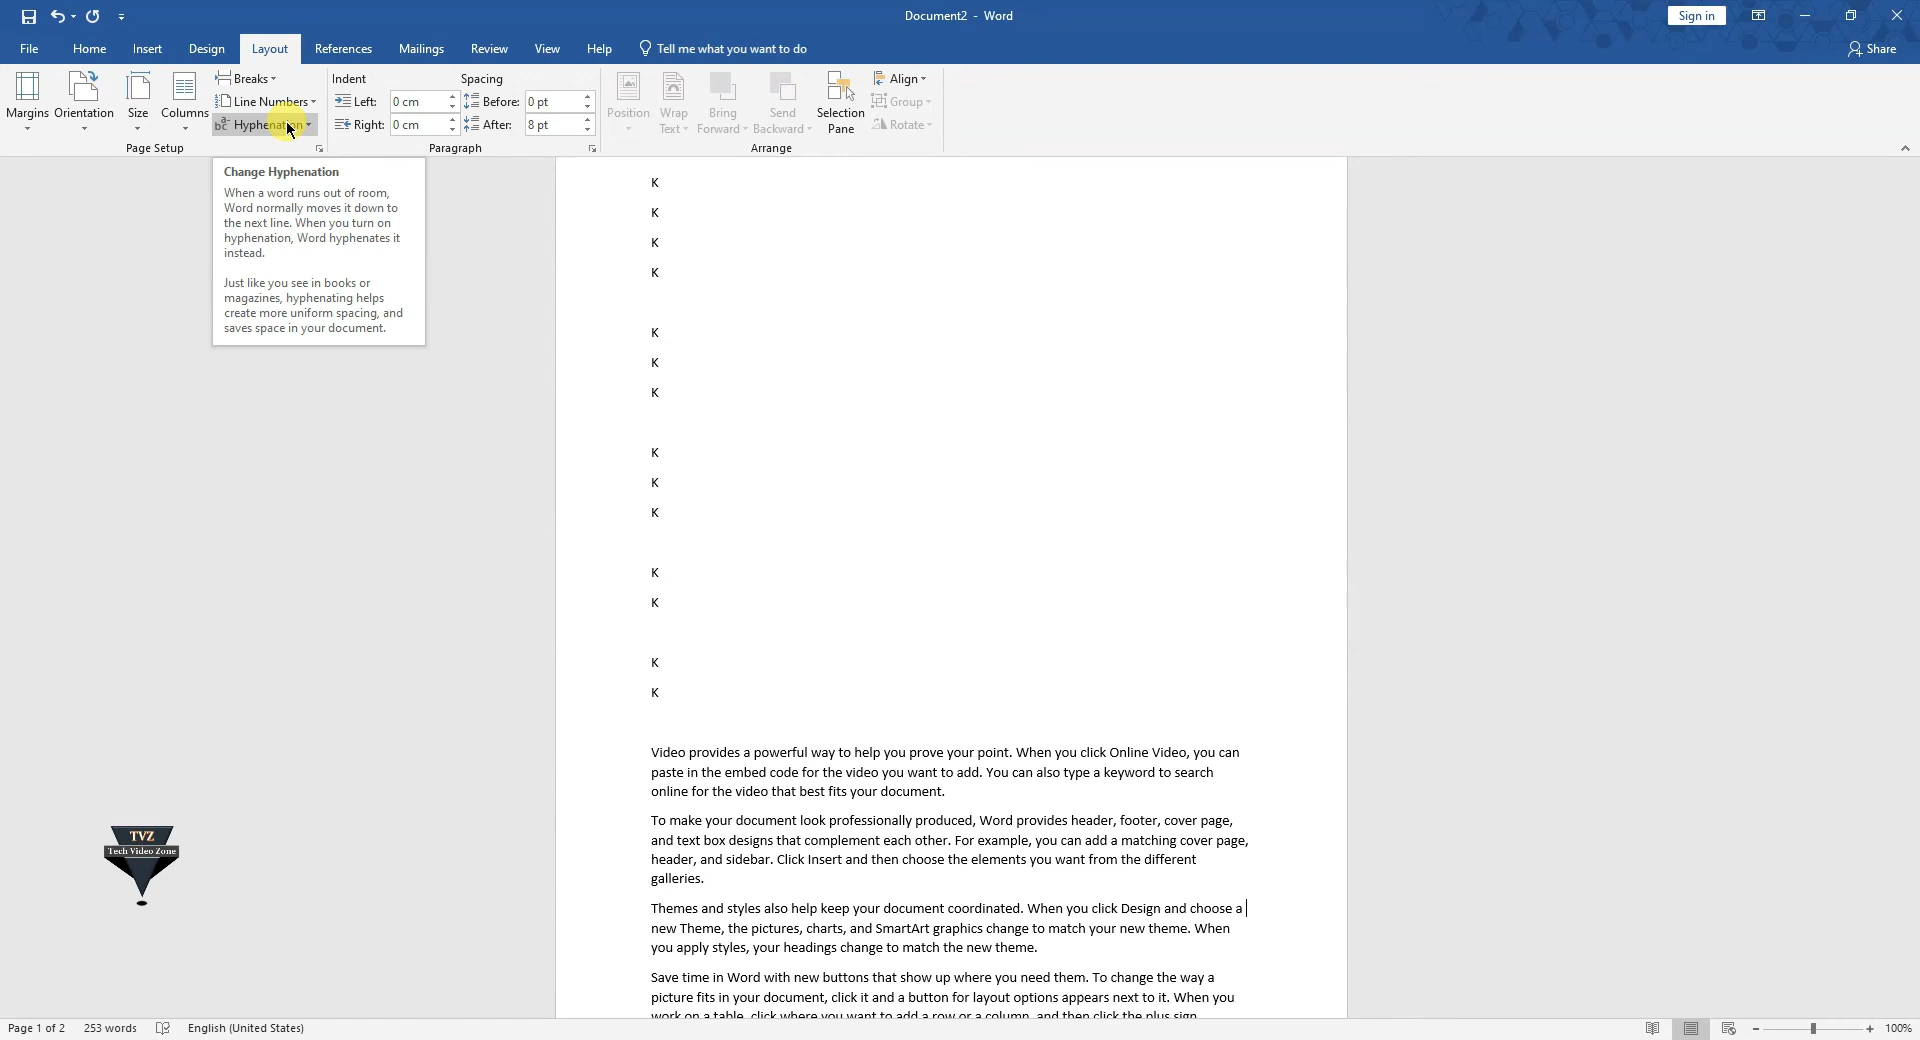 Document2 - Word
Sign in
File Home Insert Design Layout References Mailings Review View Help Tell me what you want to do Share
Margins
Orientation
Size
Columns
Breaks
Line Numbers
Hyphenation
Page Setup
Indent
Left: 0 cm
Right: 0 cm
Spacing
Before: 0 pt
After: 8 pt
Paragraph
Position
Wrap
Text
Bring
Forward
Send
Backward
Selection
Pane
Align
Group
Rotate
Arrange
Change Hyphenation
When a word runs out of room,
Word normally moves it down to
the next line. When you turn on
hyphenation, Word hyphenates it
instead.
Just like you see in books or
magazines, hyphenating helps
create more uniform spacing, and
saves space in your document.
K
K
K
K
K
K
K
K
K
K
K
K
K
K
Video provides a powerful way to help you prove your point. When you click Online Video, you can
paste in the embed code for the video you want to add. You can also type a keyword to search
online for the video that best fits your document.
To make your document look professionally produced, Word provides header, footer, cover page,
and text box designs that complement each other. For example, you can add a matching cover page,
header, and sidebar. Click Insert and then choose the elements you want from the different
galleries.
Themes and styles also help keep your document coordinated. When you click Design and choose a
new Theme, the pictures, charts, and SmartArt graphics change to match your new theme. When
you apply styles, your headings change to match the new theme.
Save time in Word with new buttons that show up where you need them. To change the way a
picture fits in your document, click it and a button for layout options appears next to it. When you
work on a table, click where you want to add a row or a column, and then click the plus sign.
TVZ
Tech Video Zone
Page 1 of 2 253 words English (United States) 100%